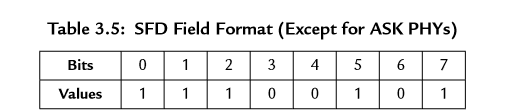 Table 3.5: SFD Field Format (Except for ASK PHYs)
Bits 0 1 2 3 4 5 6 7
Values 1 1 1 0 0 1 0 1